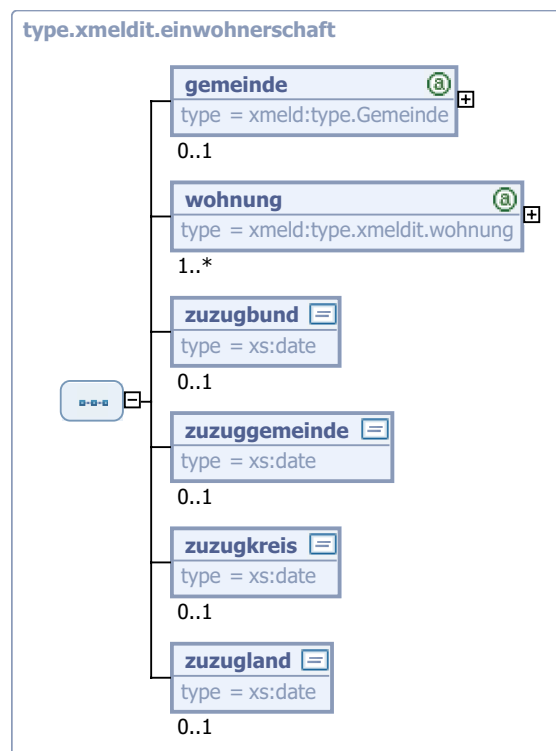 type.xmeldit.einwohnerschaft
gemeinde
type = xmeld:type.Gemeinde
0..1
wohnung
type = xmeld:type.xmeldit.wohnung
1..*
zuzugbund
type = xs:date
0..1
zuzuggemeinde
type = xs:date
0..1
zuzugkreis
type = xs:date
0..1
zuzugland
type = xs:date
0..1